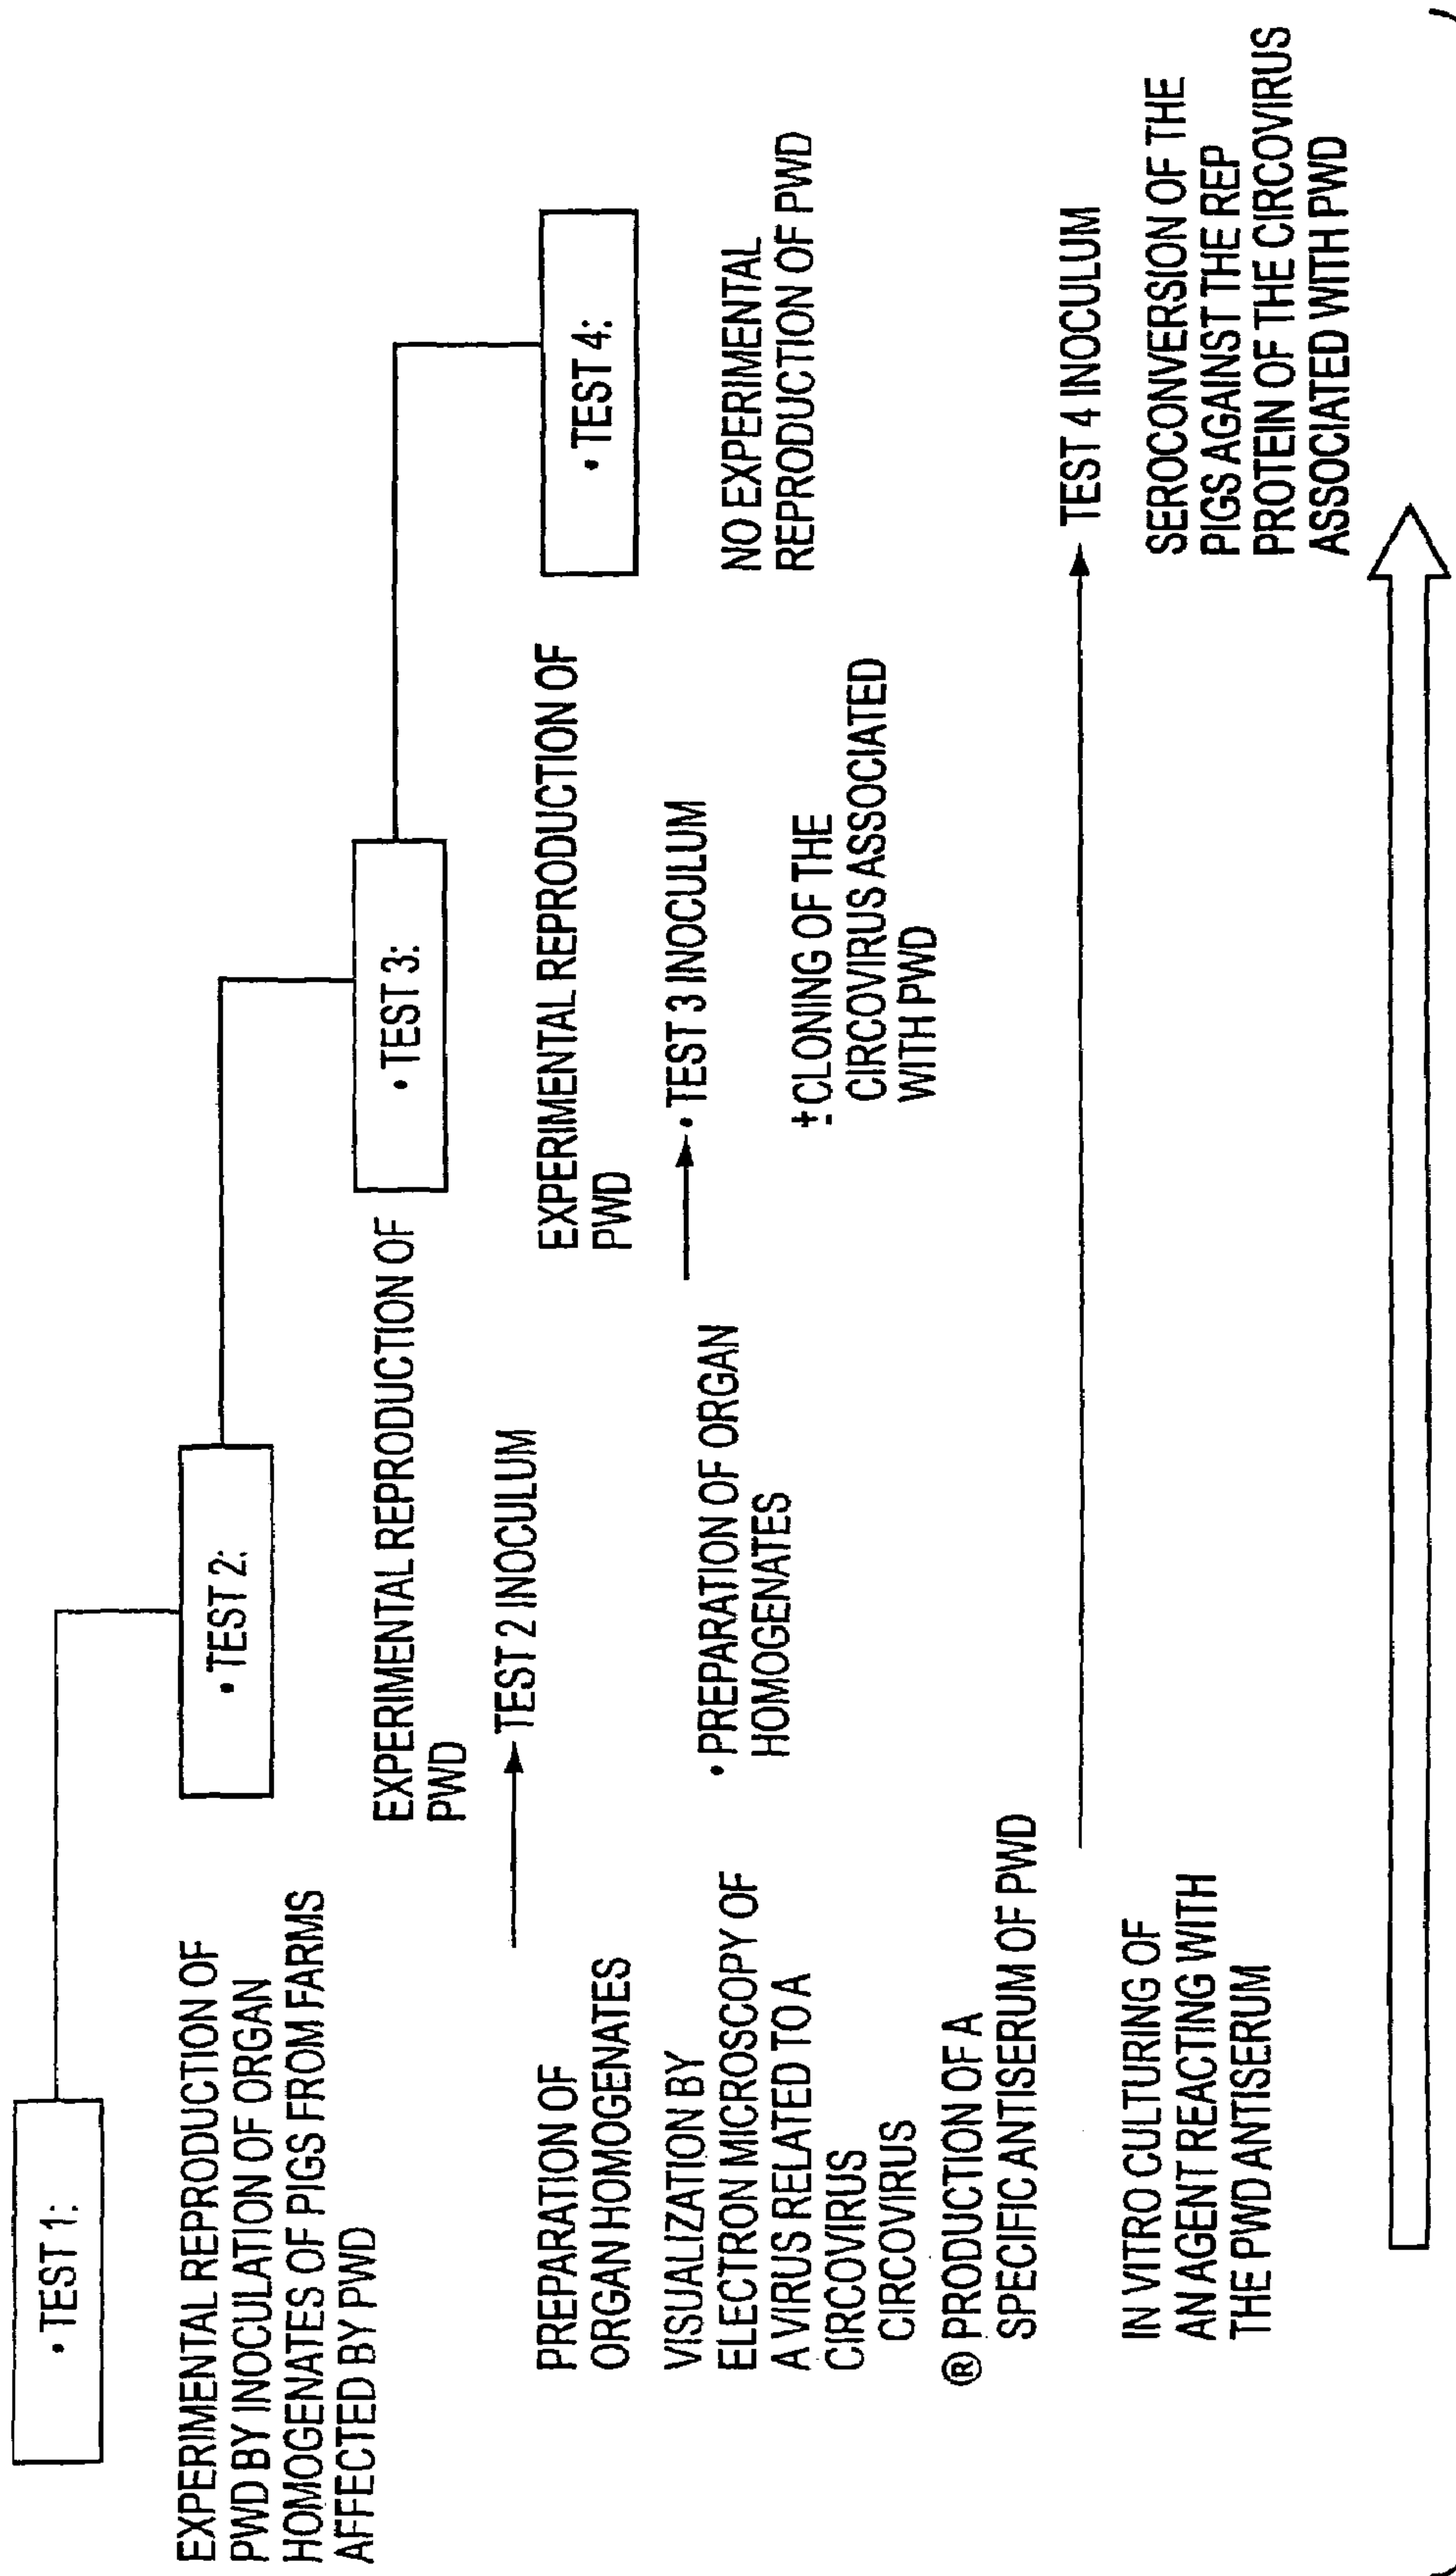 • TEST 1:
EXPERIMENTAL REPRODUCTION OF
PWD BY INOCULATION OF ORGAN
HOMOGENATES OF PIGS FROM FARMS
AFFECTED BY PWD
PREPARATION OF
ORGAN HOMOGENATES
VISUALIZATION BY
ELECTRON MICROSCOPY OF
A VIRUS RELATED TO A
CIRCOVIRUS
CIRCOVIRUS
® PRODUCTION OF A
SPECIFIC ANTISERUM OF PWD
IN VITRO CULTURING OF
AN AGENT REACTING WITH
THE PWD ANTISERUM
• TEST 2:
EXPERIMENTAL REPRODUCTION OF
PWD
TEST 2 INOCULUM
• PREPARATION OF ORGAN
HOMOGENATES
• TEST 3:
EXPERIMENTAL REPRODUCTION OF
PWD
• TEST 3 INOCULUM
± CLONING OF THE
CIRCOVIRUS ASSOCIATED
WITH PWD
• TEST 4:
NO EXPERIMENTAL
REPRODUCTION OF PWD
TEST 4 INOCULUM
SEROCONVERSION OF THE
PIGS AGAINST THE REP
PROTEIN OF THE CIRCOVIRUS
ASSOCIATED WITH PWD